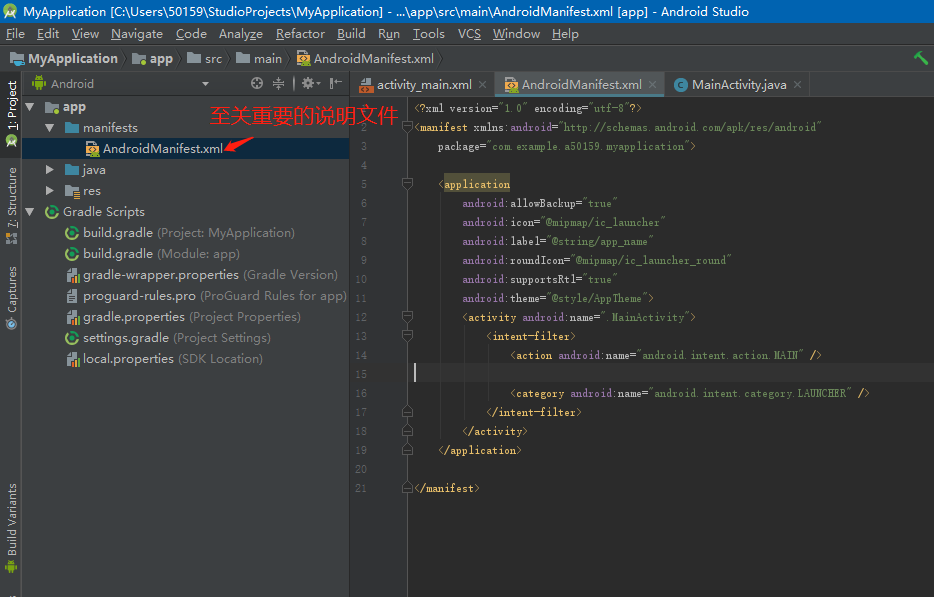 MyApplication [C:\Users\50159\StudioProjects\MyApplication] - ...\app\src\main\AndroidManifest.xml [app] - Android Studio
File Edit View Navigate Code Analyze Refactor Build Run Tools VCS Window Help
MyApplication app src main AndroidManifest.xml
1: Project
7: Structure
Captures
Build Variants
Android
app
manifests
AndroidManifest.xml
java
res
Gradle Scripts
build.gradle (Project: MyApplication)
build.gradle (Module: app)
gradle-wrapper.properties (Gradle Version)
proguard-rules.pro (ProGuard Rules for app)
gradle.properties (Project Properties)
settings.gradle (Project Settings)
local.properties (SDK Location)
至关重要的说明文件
activity_main.xml AndroidManifest.xml MainActivity.java
<?xml version="1.0" encoding="utf-8"?>
2 <manifest xmlns:android="http://schemas.android.com/apk/res/android"
3 package="com.example.a50159.myapplication">
4
5 <application
6 android:allowBackup="true"
7 android:icon="@mipmap/ic_launcher"
8 android:label="@string/app_name"
9 android:roundIcon="@mipmap/ic_launcher_round"
10 android:supportsRtl="true"
11 android:theme="@style/AppTheme">
12 <activity android:name=".MainActivity">
13 <intent-filter>
14 <action android:name="android.intent.action.MAIN" />
15
16 <category android:name="android.intent.category.LAUNCHER" />
17 </intent-filter>
18 </activity>
19 </application>
20
21 </manifest>